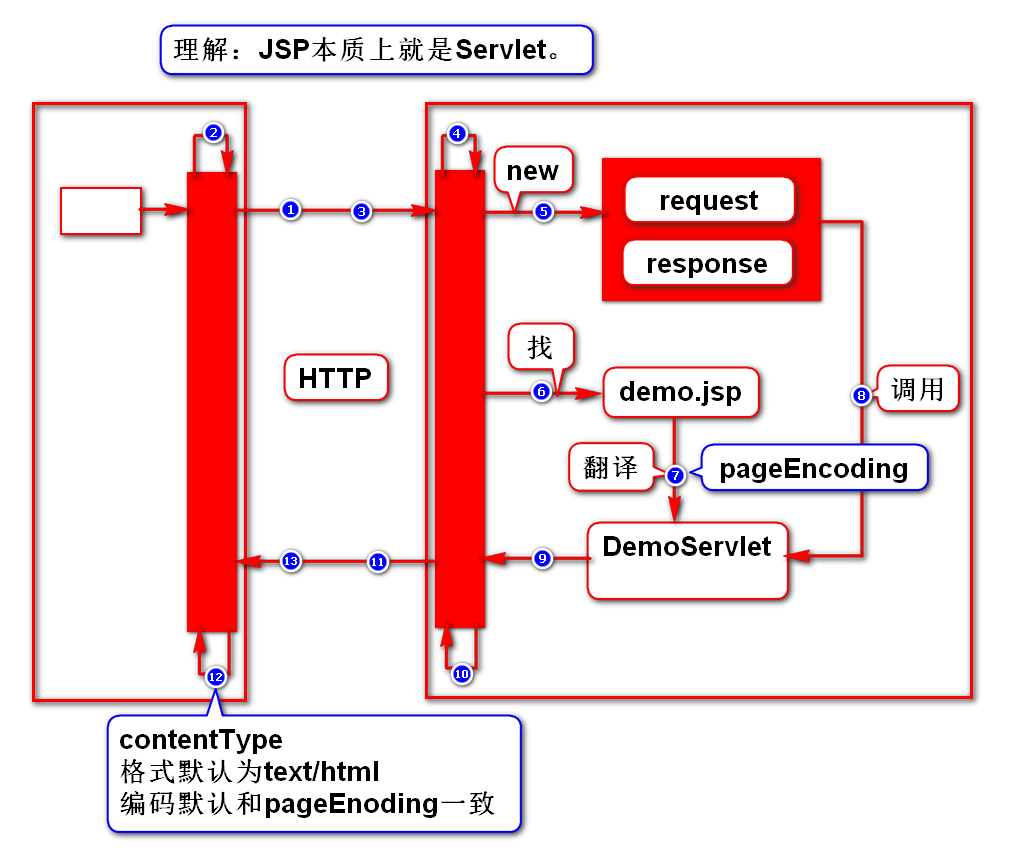 理解：JSP本质上就是Servlet。
2
4
new
1
3
5
request
response
找
HTTP
6
demo.jsp
8
调用
翻译
7
pageEncoding
DemoServlet
13
11
9
12
10
contentType
格式默认为text/html
编码默认和pageEnoding一致